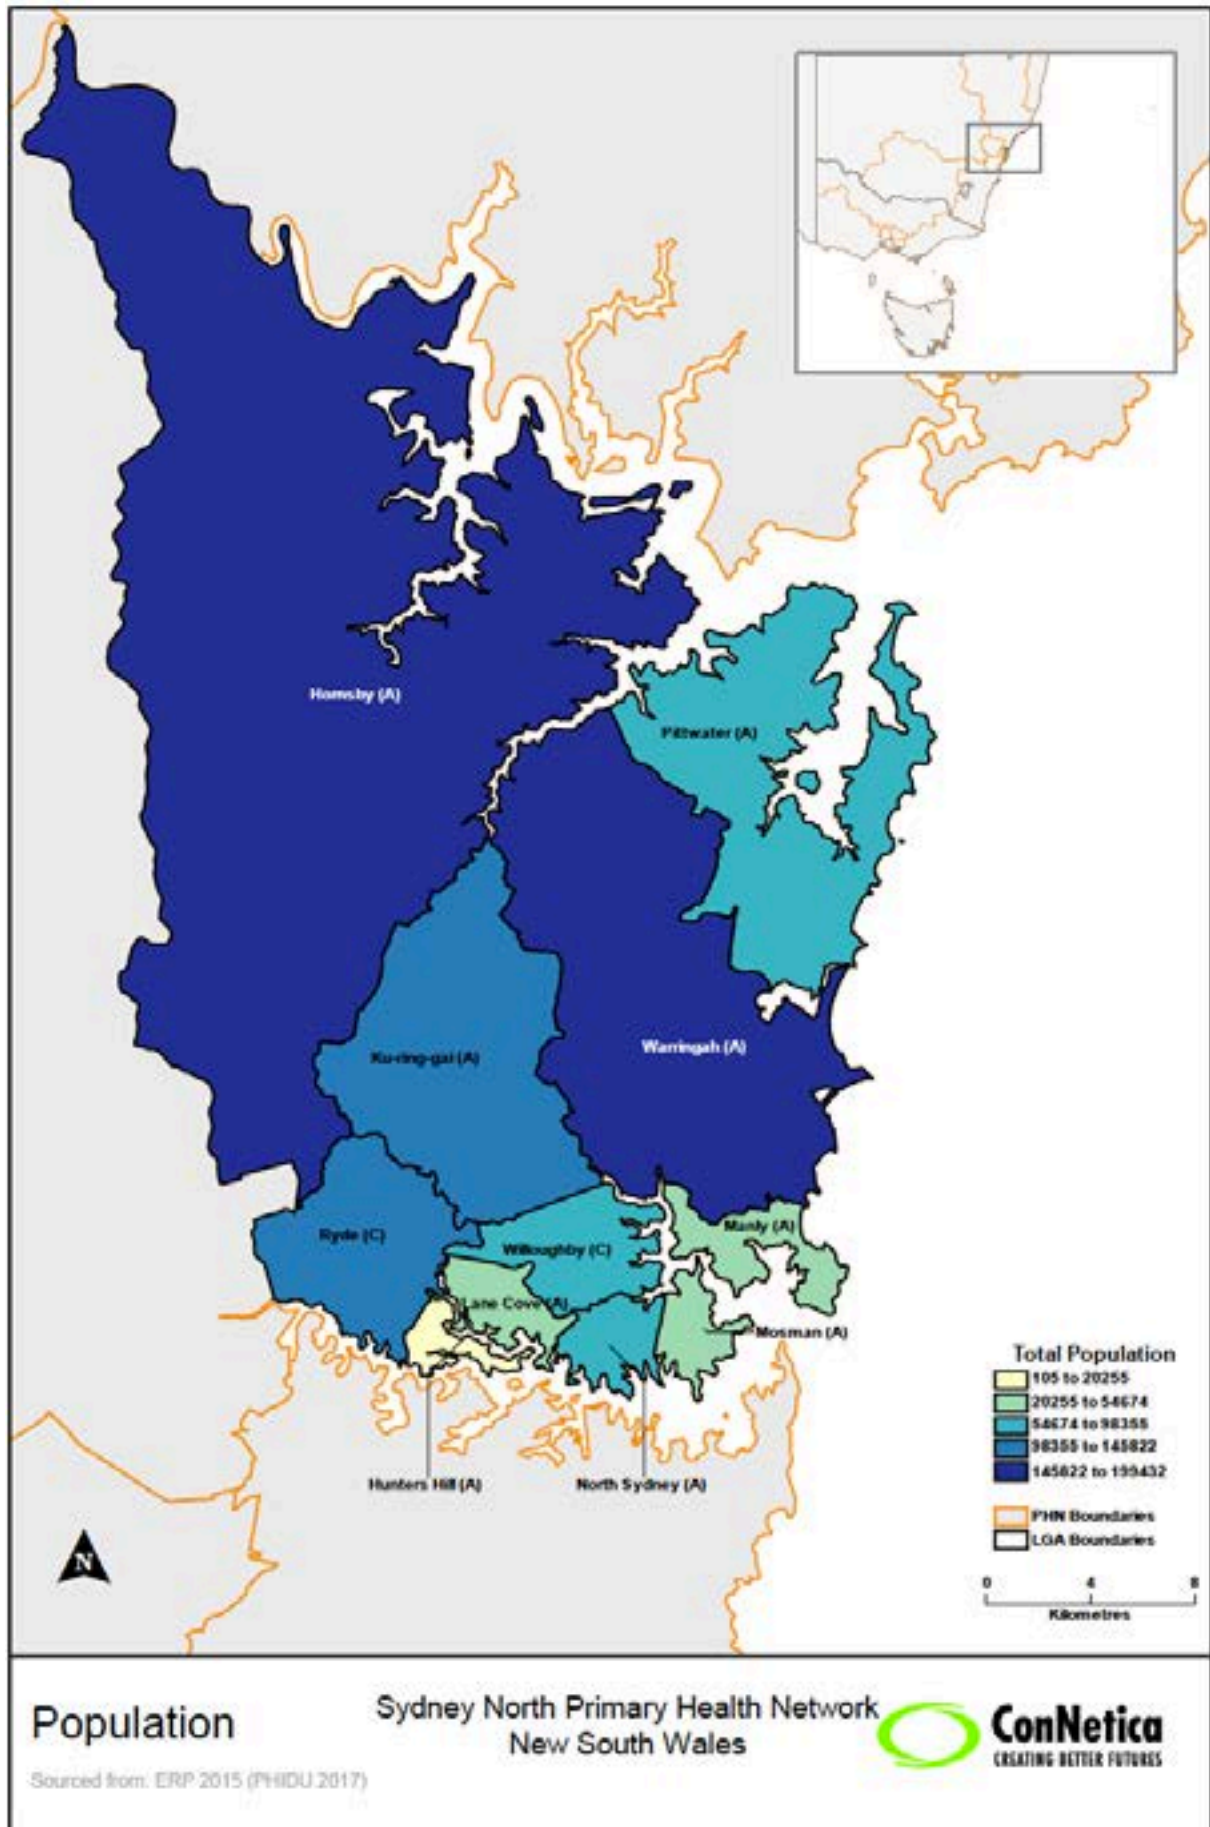 Hornsby (A)
Pittwater (A)
Ku-ring-gai (A)
Warringah (A)
Ryde (C)
Willoughby (C)
Manly (A)
Lane Cove (A)
Mosman (A)
Hunters Hill (A)
North Sydney (A)
Total Population
105 to 20255
20255 to 54674
54674 to 98355
98355 to 145822
145822 to 199432
PHN Boundaries
LGA Boundaries
0 4 8
Kilometres
N
Population
Sourced from: ERP 2015 (PHIDU 2017)
Sydney North Primary Health Network
New South Wales
ConNetica
CREATING BETTER FUTURES